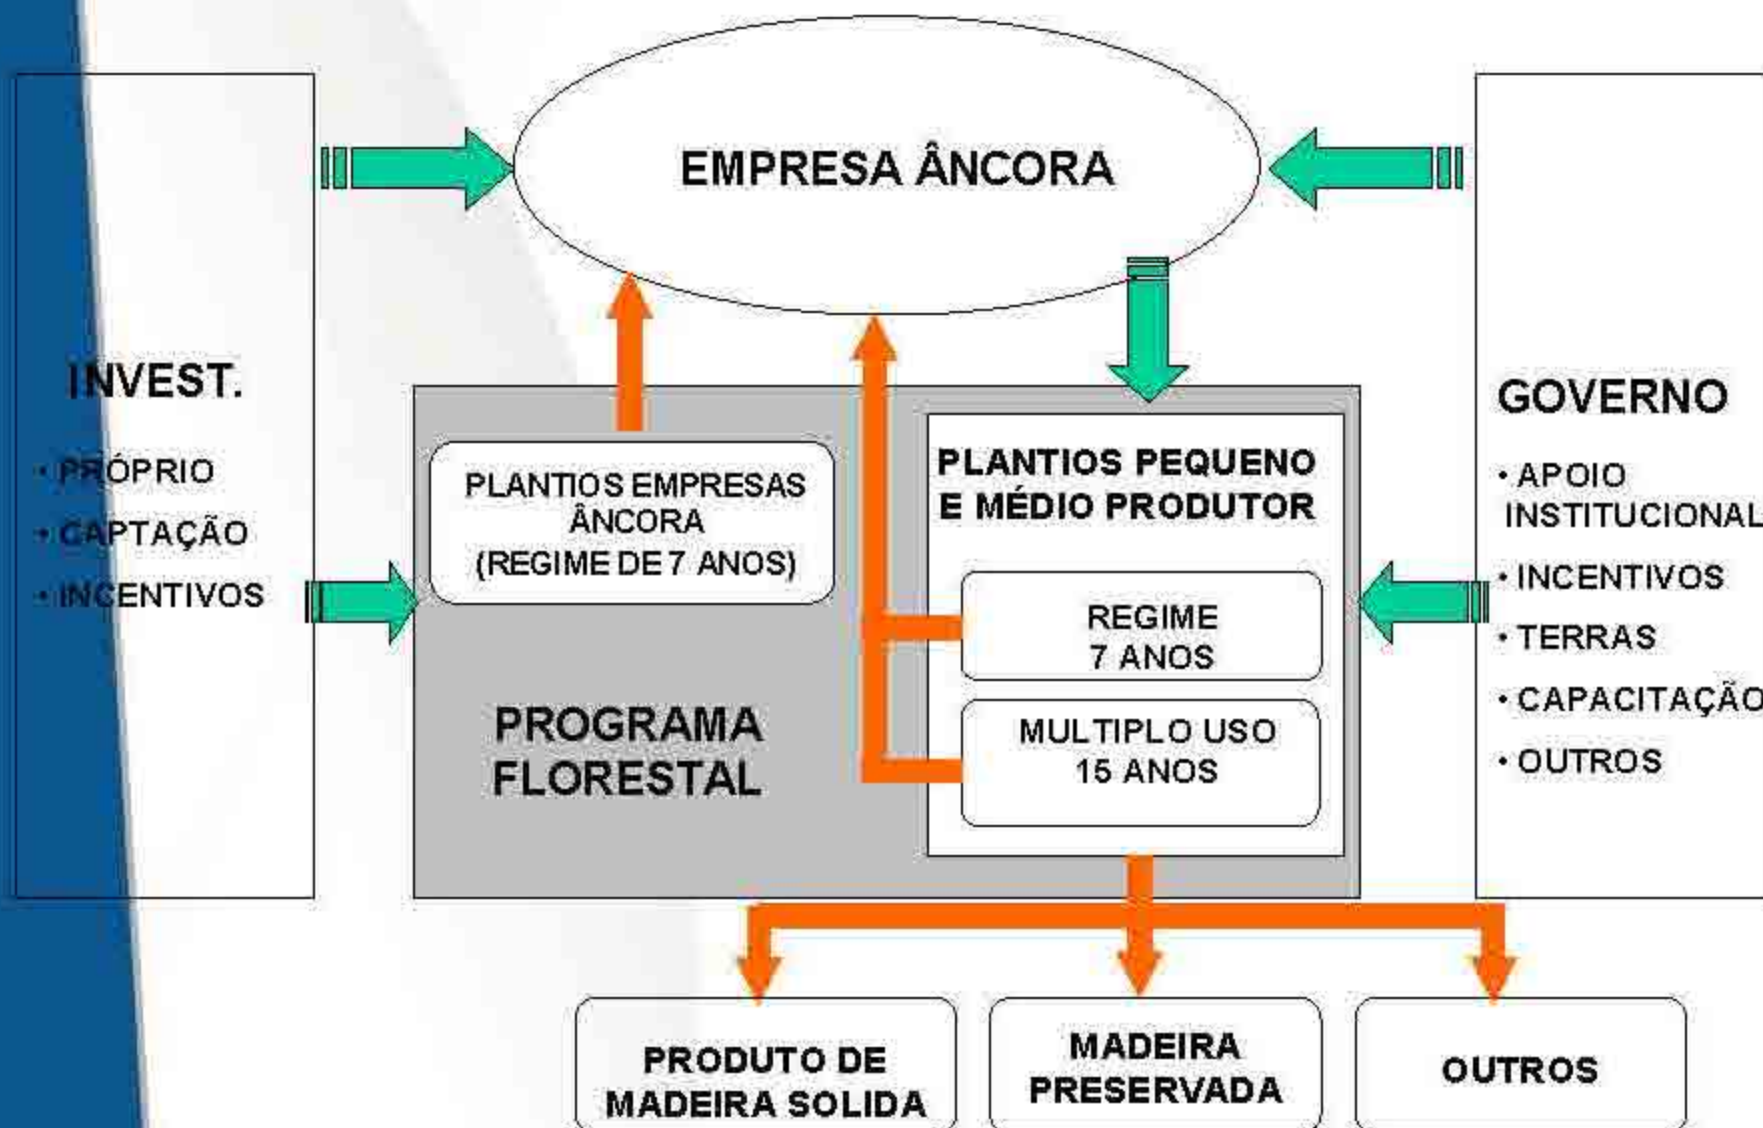 EMPRESA ÂNCORA
INVEST.
• PRÓPRIO
• CAPTAÇÃO
• INCENTIVOS
PLANTIOS EMPRESAS
ÂNCORA
(REGIME DE 7 ANOS)
PROGRAMA
FLORESTAL
PLANTIOS PEQUENO
E MÉDIO PRODUTOR
REGIME
7 ANOS
MULTIPLO USO
15 ANOS
GOVERNO
• APOIO
INSTITUCIONAL
• INCENTIVOS
• TERRAS
• CAPACITAÇÃO
• OUTROS
PRODUTO DE
MADEIRA SOLIDA
MADEIRA
PRESERVADA
OUTROS